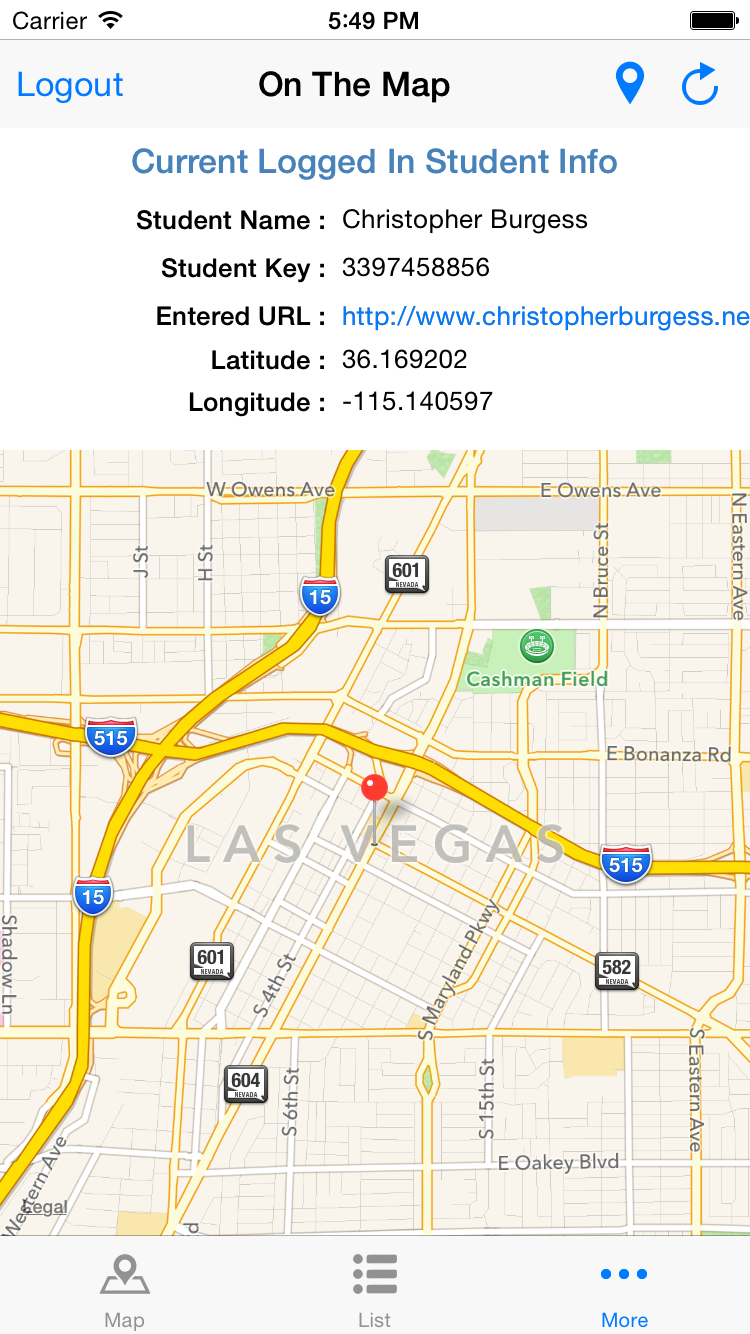 Carrier 5:49 PM
Logout On The Map
Current Logged In Student Info
Student Name : Christopher Burgess
Student Key : 3397458856
Entered URL : http://www.christopherburgess.ne
Latitude : 36.169202
Longitude : -115.140597
W Owens Ave
E Owens Ave
N Eastern Ave
J St
H St
N Bruce St
601
NEVADA
15
Cashman Field
515
E Bonanza Rd
LAS VEGAS
515
15
Shadow Ln
601
NEVADA
S 4th St
S Maryland Pkwy
582
NEVADA
604
NEVADA
S 6th St
S 15th St
S Eastern Ave
E Oakey Blvd
Western Ave
Legal
d
Map List More